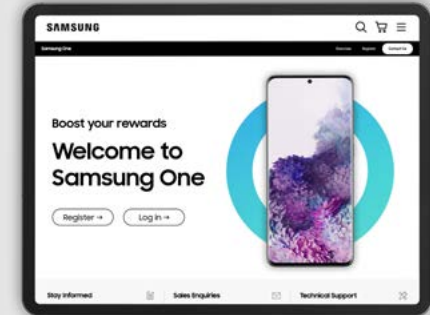 SAMSUNG
Samsung One
Overview Register Contact Us
Boost your rewards
Welcome to
Samsung One
Register →
Log in →
Stay Informed
Sales Enquiries
Technical Support